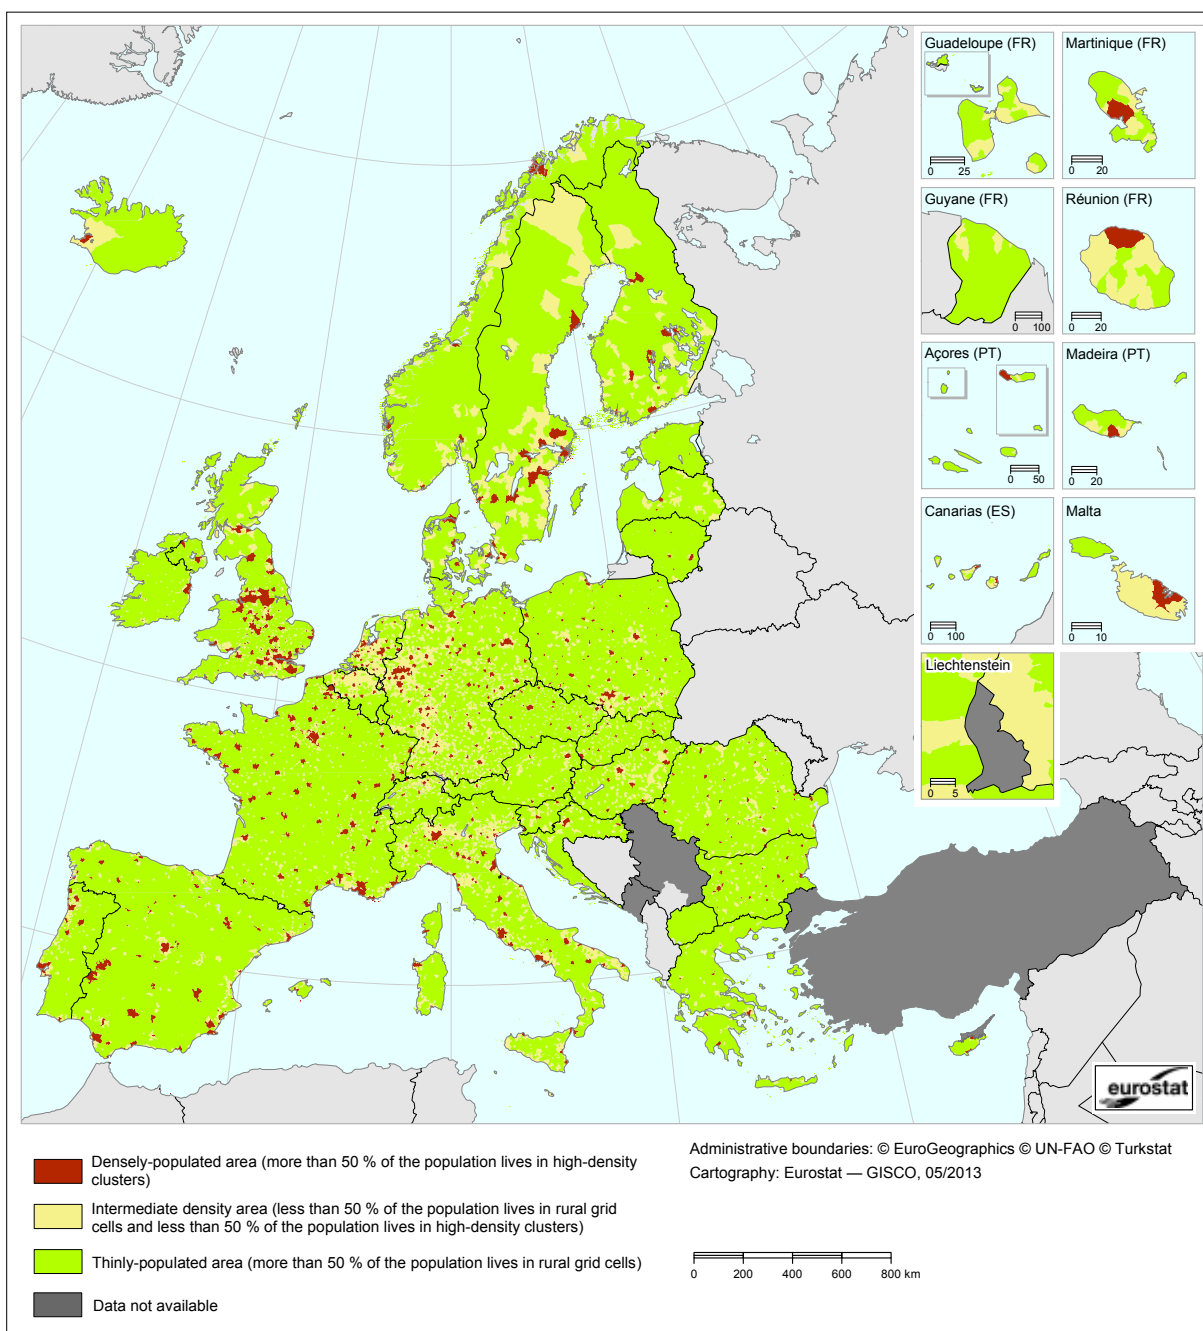 Guadeloupe (FR)
0 25
Martinique (FR)
0 20
Guyane (FR)
0 100
Réunion (FR)
0 20
Açores (PT)
0 50
Madeira (PT)
0 20
Canarias (ES)
0 100
Malta
0 10
Liechtenstein
0 5
eurostat
Densely-populated area (more than 50 % of the population lives in high-density
clusters)
Intermediate density area (less than 50 % of the population lives in rural grid
cells and less than 50 % of the population lives in high-density clusters)
Thinly-populated area (more than 50 % of the population lives in rural grid cells)
Data not available
Administrative boundaries: © EuroGeographics © UN-FAO © Turkstat
Cartography: Eurostat — GISCO, 05/2013
0 200 400 600 800 km